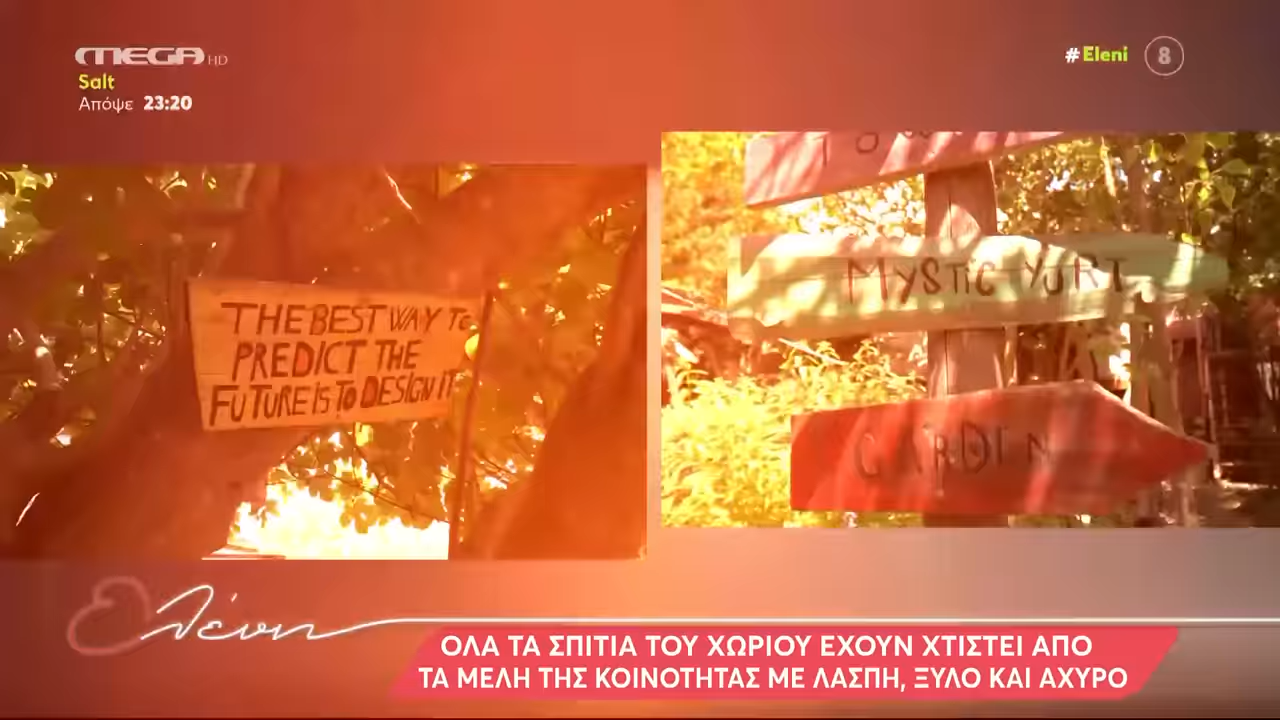 MEGA HD
Salt
Απόψε 23:20
#Eleni 8
THE BEST WAY TO
PREDICT THE
FUTURE IS TO DESIGN IT
MYSTIC YURT
GARDEN
Ελένη
ΟΛΑ ΤΑ ΣΠΙΤΙΑ ΤΟΥ ΧΩΡΙΟΥ ΕΧΟΥΝ ΧΤΙΣΤΕΙ ΑΠΟ
ΤΑ ΜΕΛΗ ΤΗΣ ΚΟΙΝΟΤΗΤΑΣ ΜΕ ΛΑΣΠΗ, ΞΥΛΟ ΚΑΙ ΑΧΥΡΟ